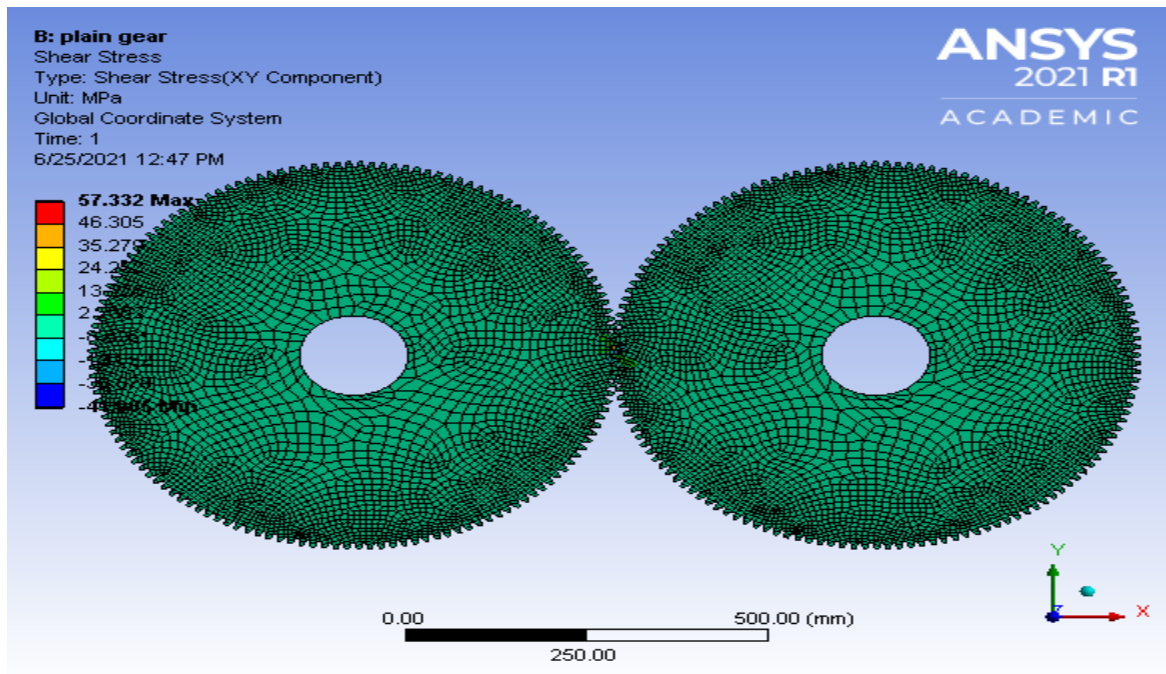 B: plain gear
Shear Stress
Type: Shear Stress(XY Component)
Unit: MPa
Global Coordinate System
Time: 1
6/25/2021 12:47 PM
ANSYS
2021 R1
ACADEMIC
57.332 Max
46.305
35.279
0.00
500.00 (mm)
250.00
Y
X
Z